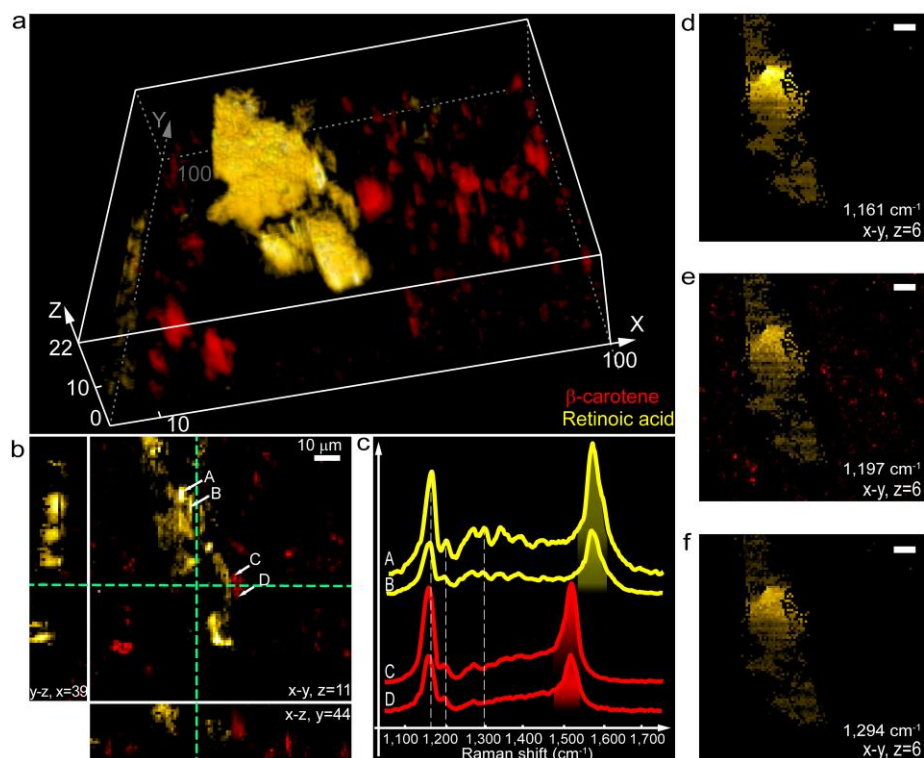 a
Y
100
Z
22
10
0
10
X
100
β-carotene
Retinoic acid
b
10 μm
A
B
C
D
y-z, x=39
x-y, z=11
x-z, y=44
c
A
B
C
D
1,100 1,200 1,300 1,400 1,500 1,600 1,700
Raman shift (cm⁻¹)
d
1,161 cm⁻¹
x-y, z=6
e
1,197 cm⁻¹
x-y, z=6
f
1,294 cm⁻¹
x-y, z=6